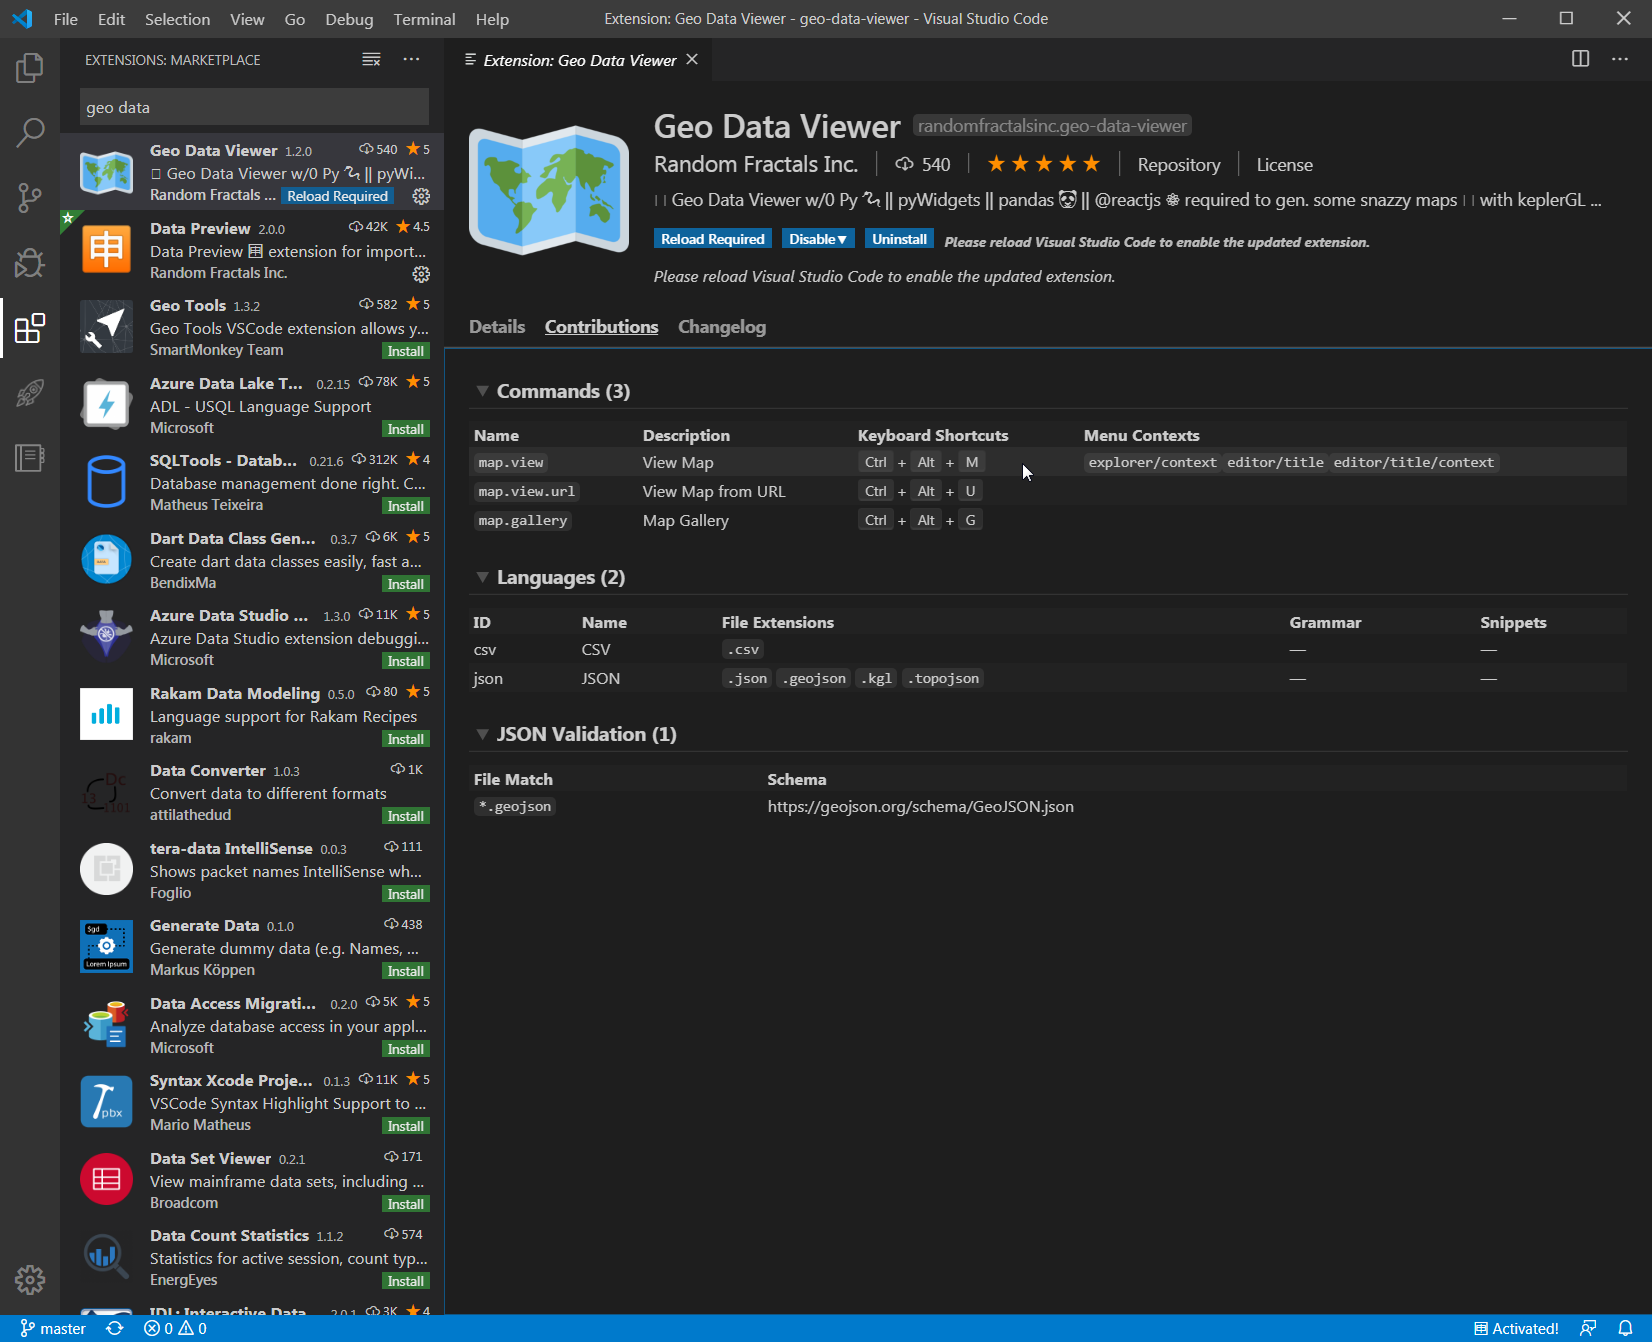 File Edit Selection View Go Debug Terminal Help
Extension: Geo Data Viewer - geo-data-viewer - Visual Studio Code
EXTENSIONS: MARKETPLACE
geo data
Geo Data Viewer 1.2.0 540 ★ 5
Geo Data Viewer w/0 Py 🐍 || pyWi...
Random Fractals ... Reload Required
Data Preview 2.0.0 42K ★ 4.5
Data Preview 🈸 extension for import...
Random Fractals Inc.
Geo Tools 1.3.2 582 ★ 5
Geo Tools VSCode extension allows y...
SmartMonkey Team Install
Azure Data Lake T... 0.2.15 78K ★ 5
ADL - USQL Language Support
Microsoft Install
SQLTools - Datab... 0.21.6 312K ★ 4
Database management done right. C...
Matheus Teixeira Install
Dart Data Class Gen... 0.3.7 6K ★ 5
Create dart data classes easily, fast a...
BendixMa Install
Azure Data Studio ... 1.3.0 11K ★ 5
Azure Data Studio extension debuggi...
Microsoft Install
Rakam Data Modeling 0.5.0 80 ★ 5
Language support for Rakam Recipes
rakam Install
Data Converter 1.0.3 1K
Convert data to different formats
attilathedud Install
tera-data IntelliSense 0.0.3 111
Shows packet names IntelliSense wh...
Foglio Install
Generate Data 0.1.0 438
Generate dummy data (e.g. Names, ...
Markus Köppen Install
Data Access Migrati... 0.2.0 5K ★ 5
Analyze database access in your appl...
Microsoft Install
Syntax Xcode Proje... 0.1.3 11K ★ 5
VSCode Syntax Highlight Support to ...
Mario Matheus Install
Data Set Viewer 0.2.1 171
View mainframe data sets, including ...
Broadcom Install
Data Count Statistics 1.1.2 574
Statistics for active session, count typ...
EnergEyes Install
IDL: Interactive Data 2.0.1 3K ★ 4
申
Dc
13
1101
Sgd
Lorem Ipsum
pbx
Extension: Geo Data Viewer
Geo Data Viewer randomfractalsinc.geo-data-viewer
Random Fractals Inc. 540 ★★★★★ Repository License
Geo Data Viewer w/0 Py 🐍 || pyWidgets || pandas 🐼 || @reactjs ⚛ required to gen. some snazzy maps with keplerGL ...
Reload Required Disable▼ Uninstall Please reload Visual Studio Code to enable the updated extension.
Please reload Visual Studio Code to enable the updated extension.
Details Contributions Changelog
Commands (3)
Name Description Keyboard Shortcuts Menu Contexts
map.view View Map Ctrl + Alt + M explorer/context editor/title editor/title/context
map.view.url View Map from URL Ctrl + Alt + U
map.gallery Map Gallery Ctrl + Alt + G
Languages (2)
ID Name File Extensions Grammar Snippets
csv CSV .csv — —
json JSON .json .geojson .kgl .topojson — —
JSON Validation (1)
File Match Schema
*.geojson https://geojson.org/schema/GeoJSON.json
master 0 0 Activated!